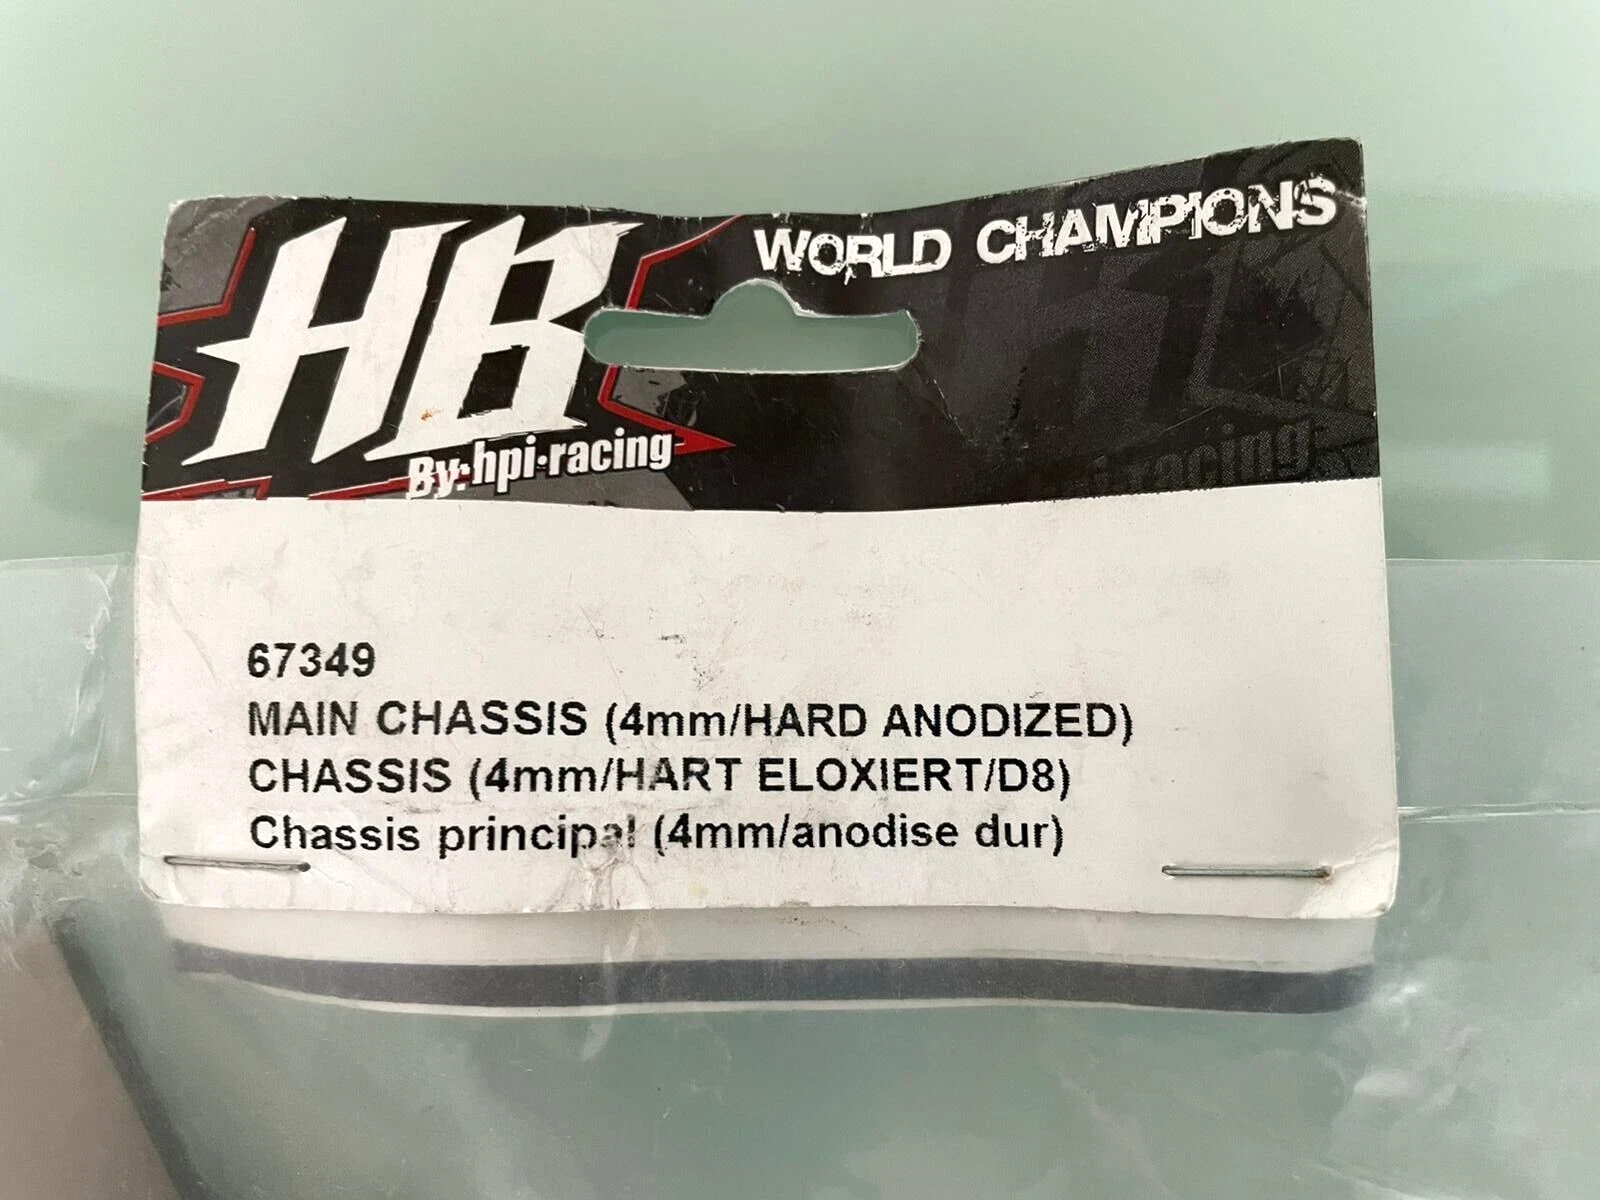 HB
By:hpi·racing
WORLD CHAMPIONS
i·racing
67349
MAIN CHASSIS (4mm/HARD ANODIZED)
CHASSIS (4mm/HART ELOXIERT/D8)
Chassis principal (4mm/anodise dur)